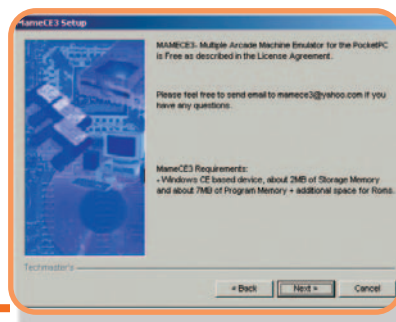 MameCE3 Setup
MAMECE3- Multiple Arcade Machine Emulator for the PocketPC
is Free as described in the License Agreement.
Please feel free to send email to mamece3@yahoo.com if you
have any questions.
MameCE3 Requirements:
- Windows CE based device, about 2MB of Storage Memory
and about 7MB of Program Memory + additional space for Roms.
Techmaster's
< Back
Next >
Cancel